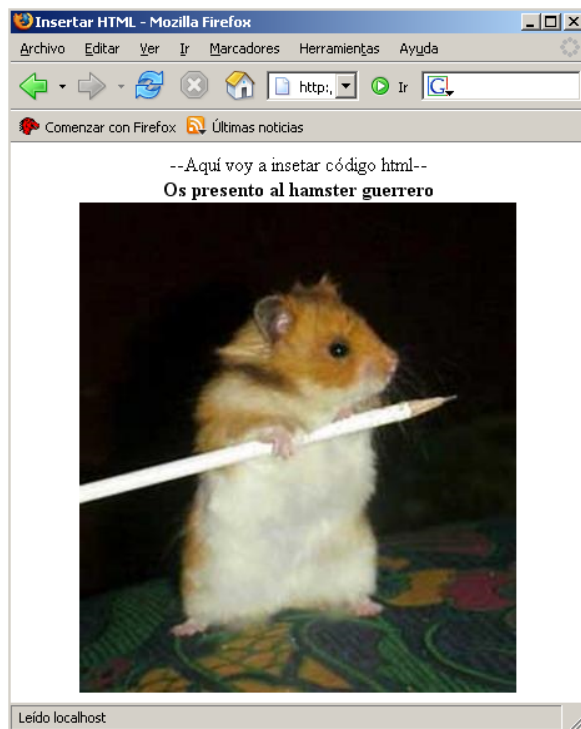 Insertar HTML - Mozilla Firefox
Archivo Editar Ver Ir Marcadores Herramientas Ayuda
http:, Ir G
Comenzar con Firefox Últimas noticias
--Aquí voy a insetar código html--
Os presento al hamster guerrero
Leído localhost